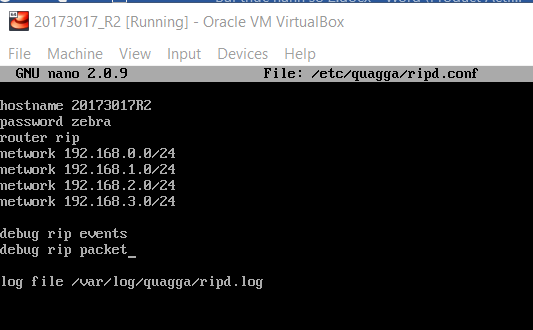 20173017_R2 [Running] - Oracle VM VirtualBox
File Machine View Input Devices Help
GNU nano 2.0.9 File: /etc/quagga/ripd.conf
hostname 20173017R2
password zebra
router rip
network 192.168.0.0/24
network 192.168.1.0/24
network 192.168.2.0/24
network 192.168.3.0/24
debug rip events
debug rip packet_
log file /var/log/quagga/ripd.log